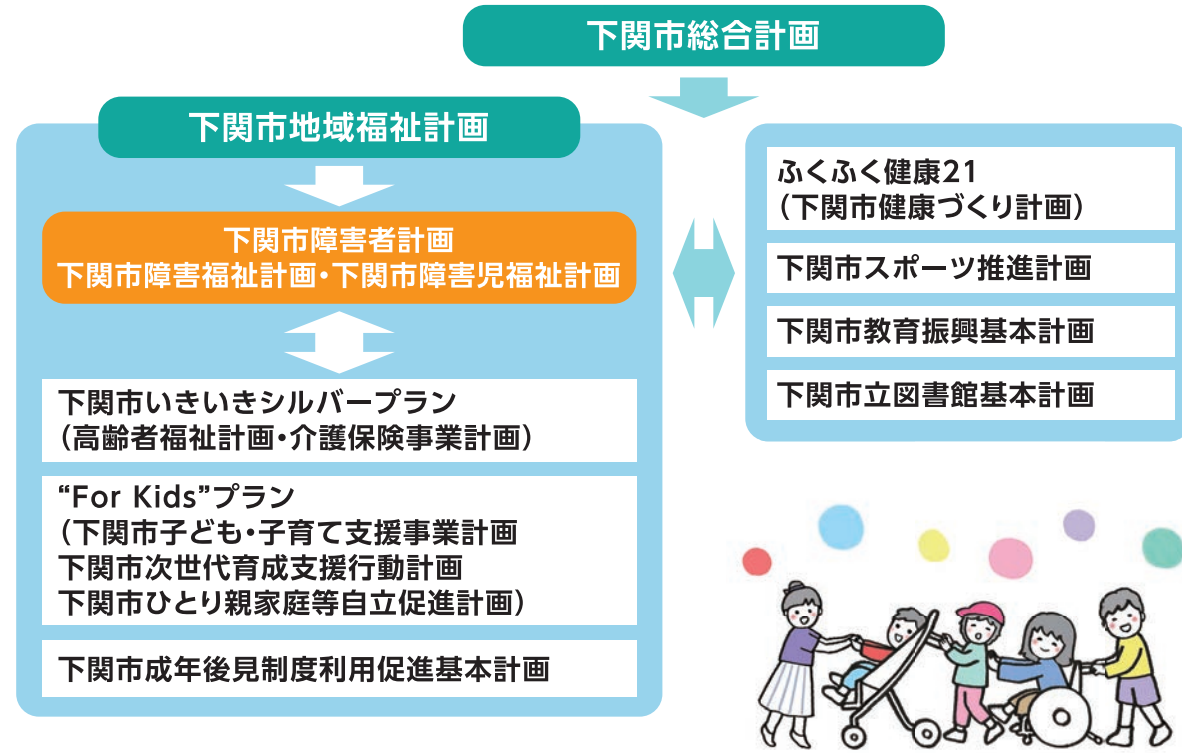 下関市総合計画
下関市地域福祉計画
下関市障害者計画
下関市障害福祉計画・下関市障害児福祉計画
下関市いきいきシルバープラン
（高齢者福祉計画・介護保険事業計画）
“For Kids”プラン
（下関市子ども・子育て支援事業計画
下関市次世代育成支援行動計画
下関市ひとり親家庭等自立促進計画）
下関市成年後見制度利用促進基本計画
ふくふく健康21
（下関市健康づくり計画）
下関市スポーツ推進計画
下関市教育振興基本計画
下関市立図書館基本計画